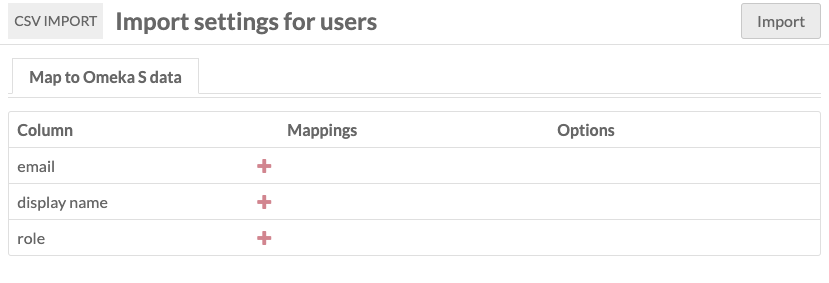 CSV IMPORT Import settings for users Import
Map to Omeka S data
Column Mappings Options
email
display name
role